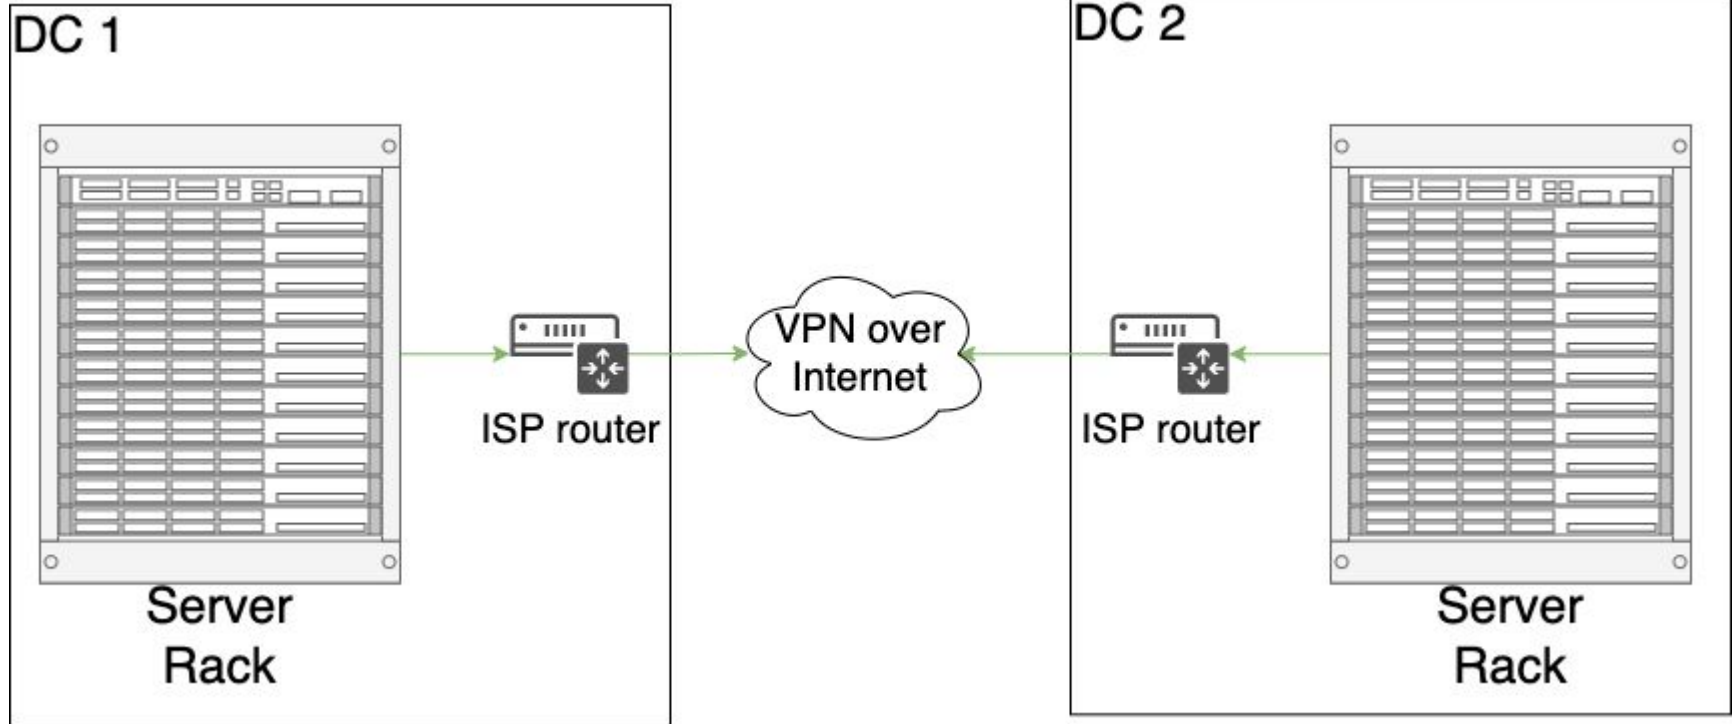 DC 1
DC 2
VPN over
Internet
ISP router
ISP router
Server
Rack
Server
Rack